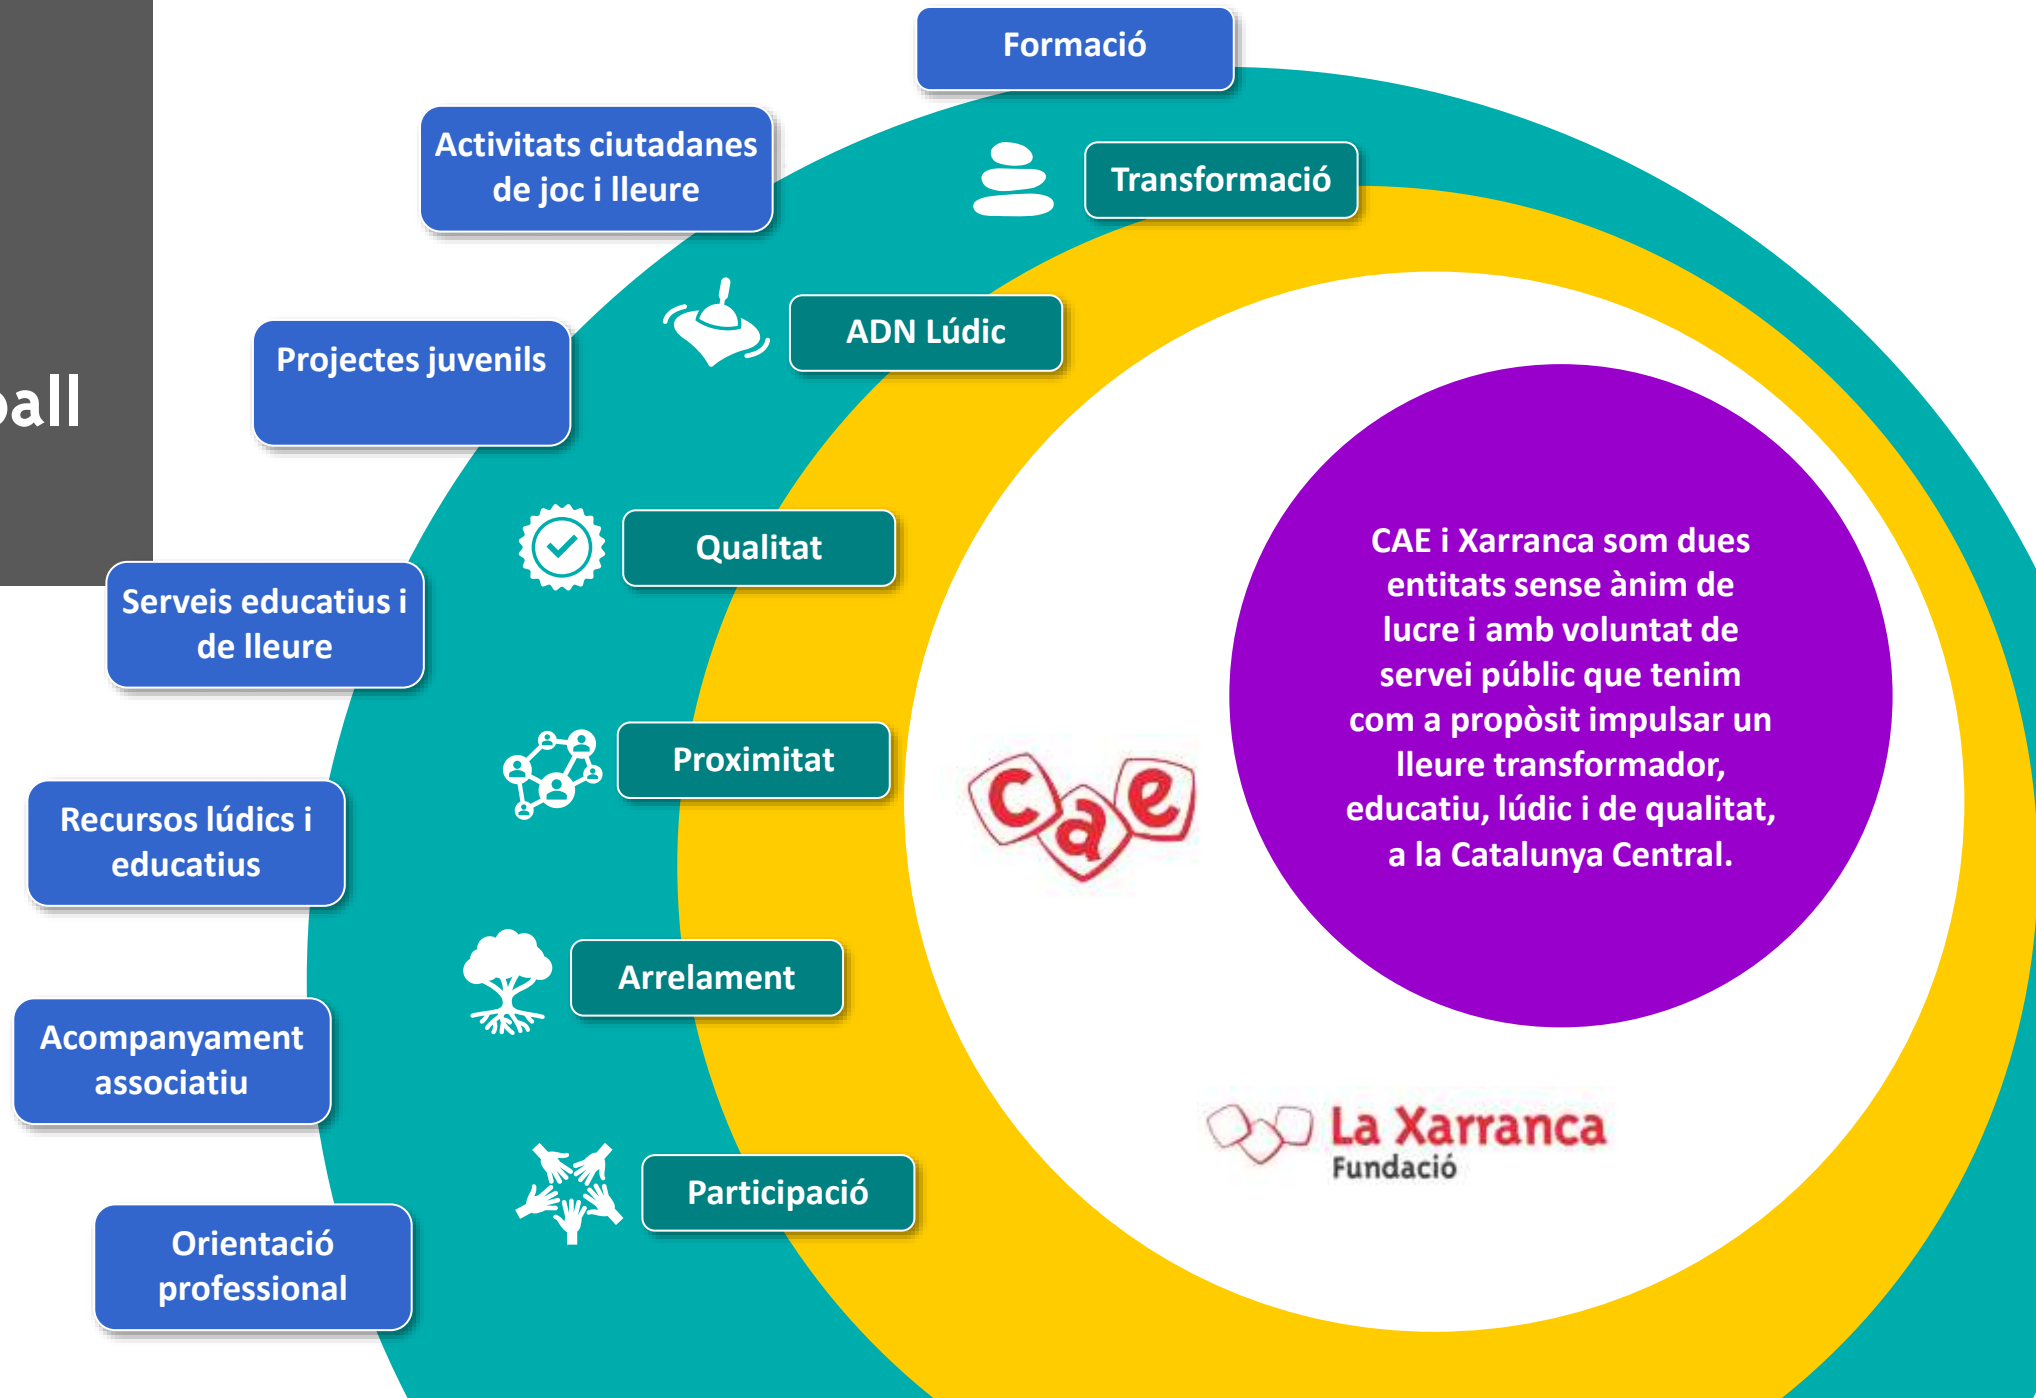 Formació
Activitats ciutadanes
de joc i lleure
Transformació
ADN Lúdic
Projectes juvenils
Qualitat
Serveis educatius i
de lleure
Proximitat
Recursos lúdics i
educatius
Arrelament
Acompanyament
associatiu
Participació
Orientació
professional
CAE i Xarranca som dues
entitats sense ànim de
lucre i amb voluntat de
servei públic que tenim
com a propòsit impulsar un
lleure transformador,
educatiu, lúdic i de qualitat,
a la Catalunya Central.
cae
La Xarranca
Fundació